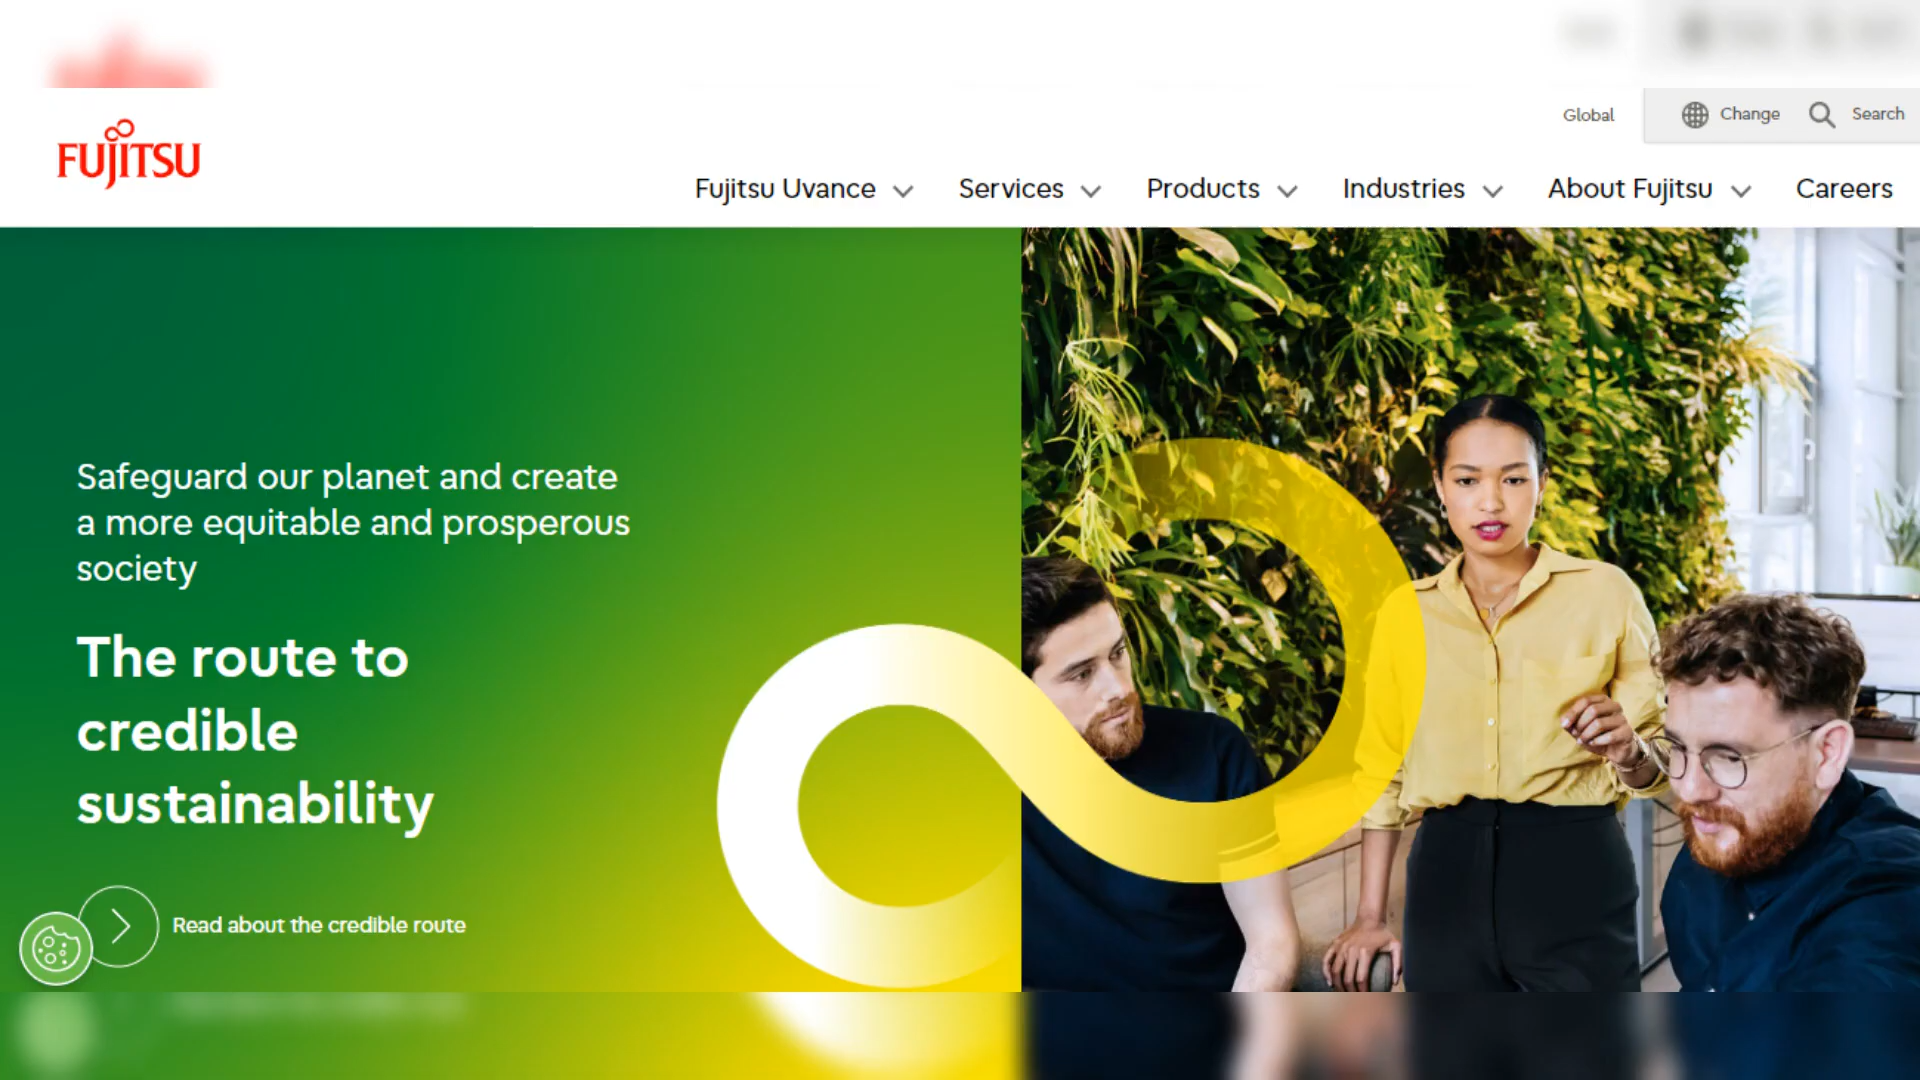 Global
Change
Search
FUJITSU
Fujitsu Uvance
Services
Products
Industries
About Fujitsu
Careers
Safeguard our planet and create
a more equitable and prosperous
society
The route to
credible
sustainability
Read about the credible route